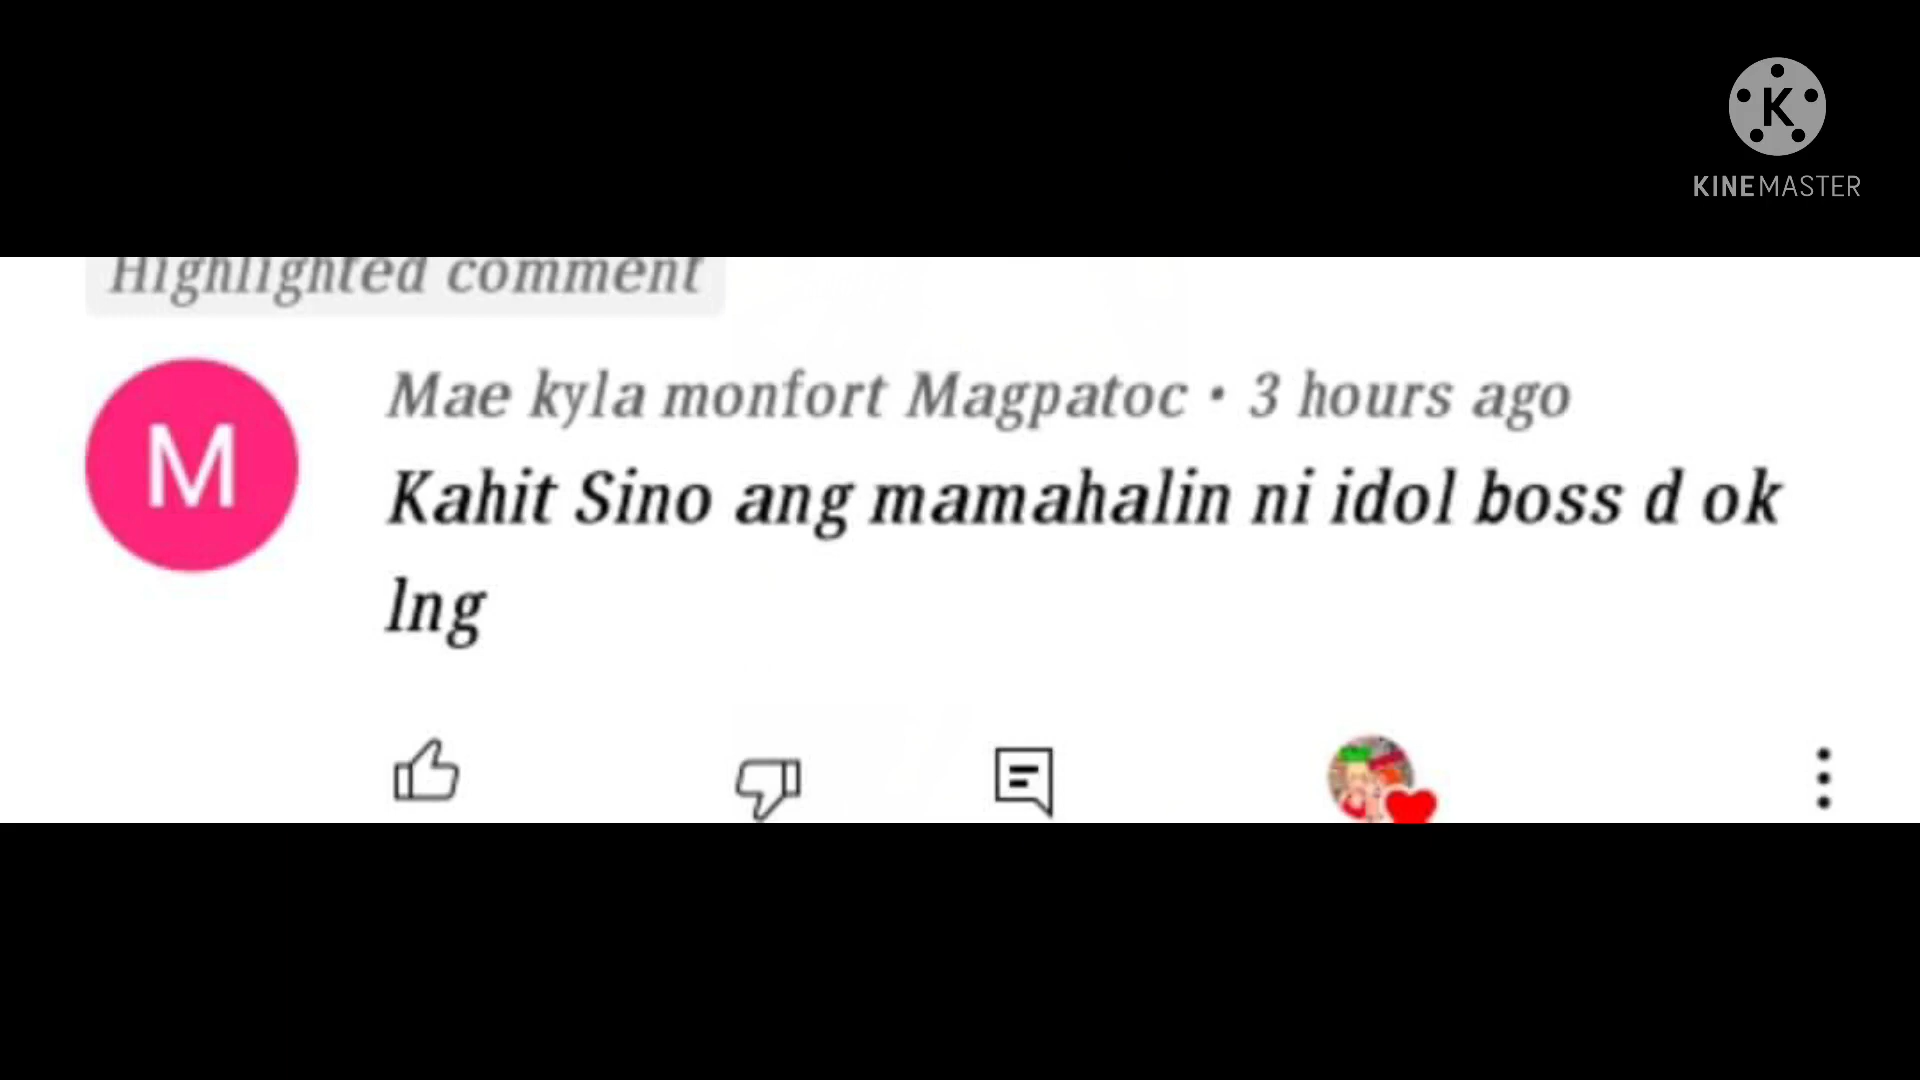 K
KINEMASTER
Highlighted comment
M
Mae kyla monfort Magpatoc • 3 hours ago
Kahit Sino ang mamahalin ni idol boss d ok
lng